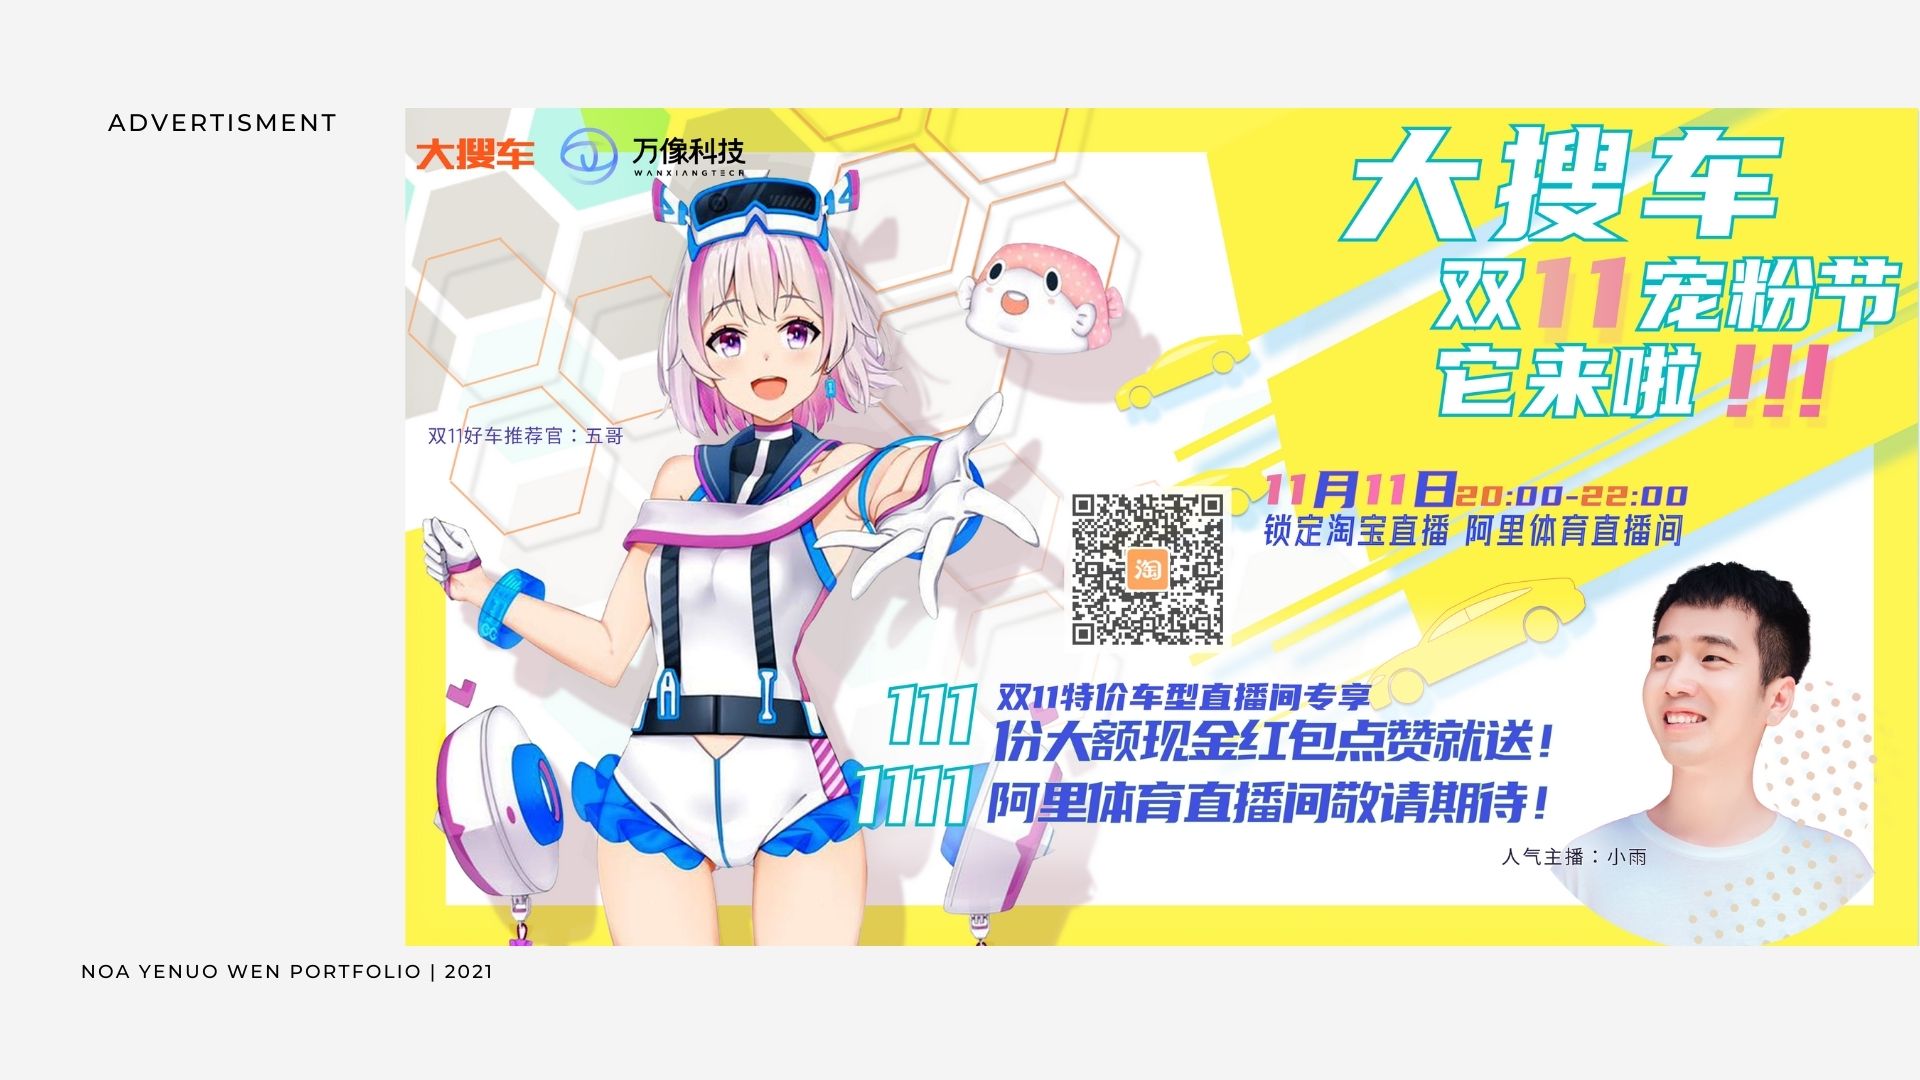 ADVERTISMENT
大搜车
万像科技
WANXIANGTECH
大搜车
双11宠粉节
它来啦!!!
双11好车推荐官：五哥
11月11日20:00-22:00
锁定淘宝直播 阿里体育直播间
淘
AI
111 双11特价车型直播间专享
份大额现金红包点赞就送！
1111 阿里体育直播间敬请期待！
人气主播：小雨
NOA YENUO WEN PORTFOLIO | 2021